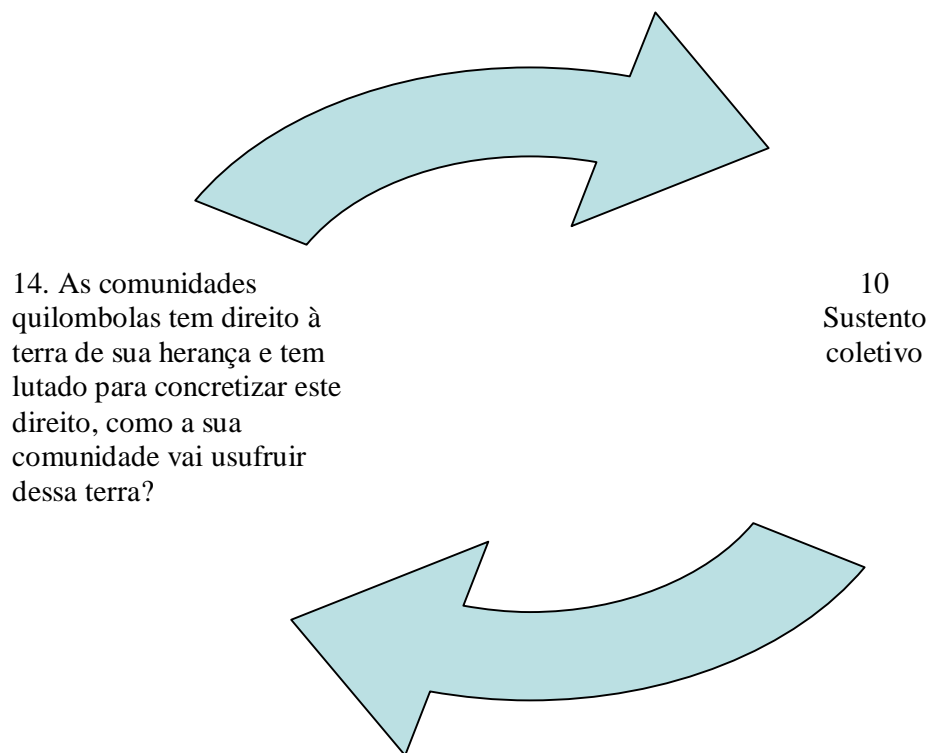 14. As comunidades
quilombolas tem direito à
terra de sua herança e tem
lutado para concretizar este
direito, como a sua
comunidade vai usufruir
dessa terra?
10
Sustento
coletivo